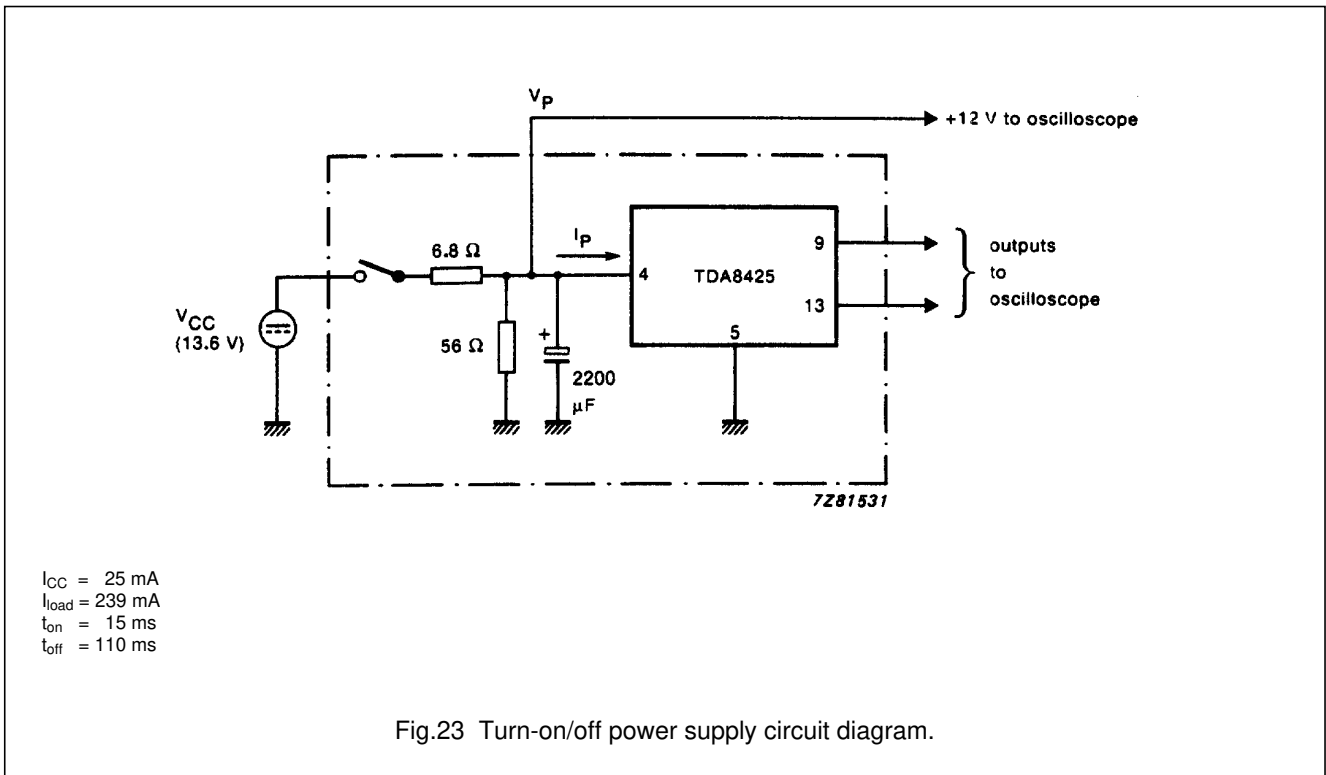 V_P
+12 V to oscilloscope
6.8 Ω
I_P
4
TDA8425
9
13
5
outputs
to
oscilloscope
V_CC
(13.6 V)
56 Ω
+
2200
μF
7Z81531
I_CC = 25 mA
I_load = 239 mA
t_on = 15 ms
t_off = 110 ms
Fig.23 Turn-on/off power supply circuit diagram.